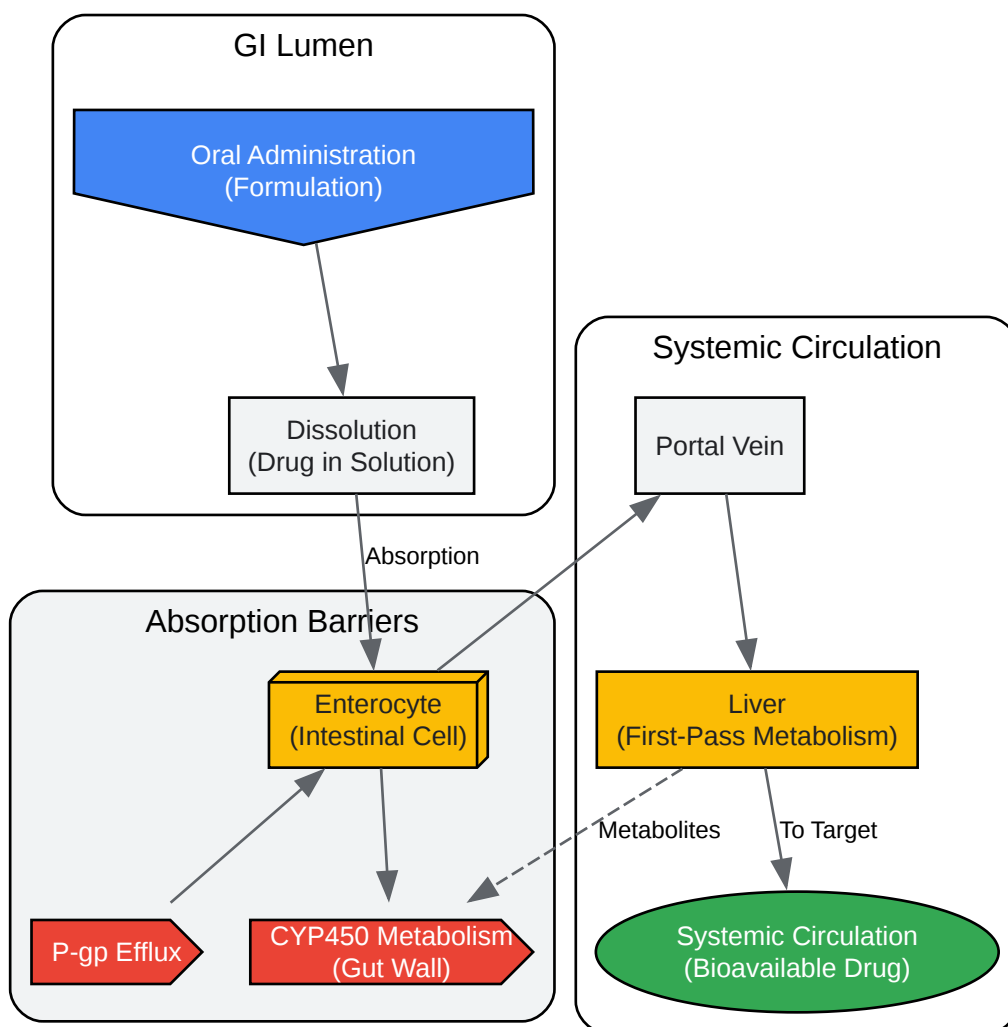 GI Lumen
Oral Administration
(Formulation)
Dissolution
(Drug in Solution)
Absorption
Systemic Circulation
Portal Vein
Absorption Barriers
Enterocyte
(Intestinal Cell)
Liver
(First-Pass Metabolism)
Metabolites
To Target
P-gp Efflux
CYP450 Metabolism
(Gut Wall)
Systemic Circulation
(Bioavailable Drug)